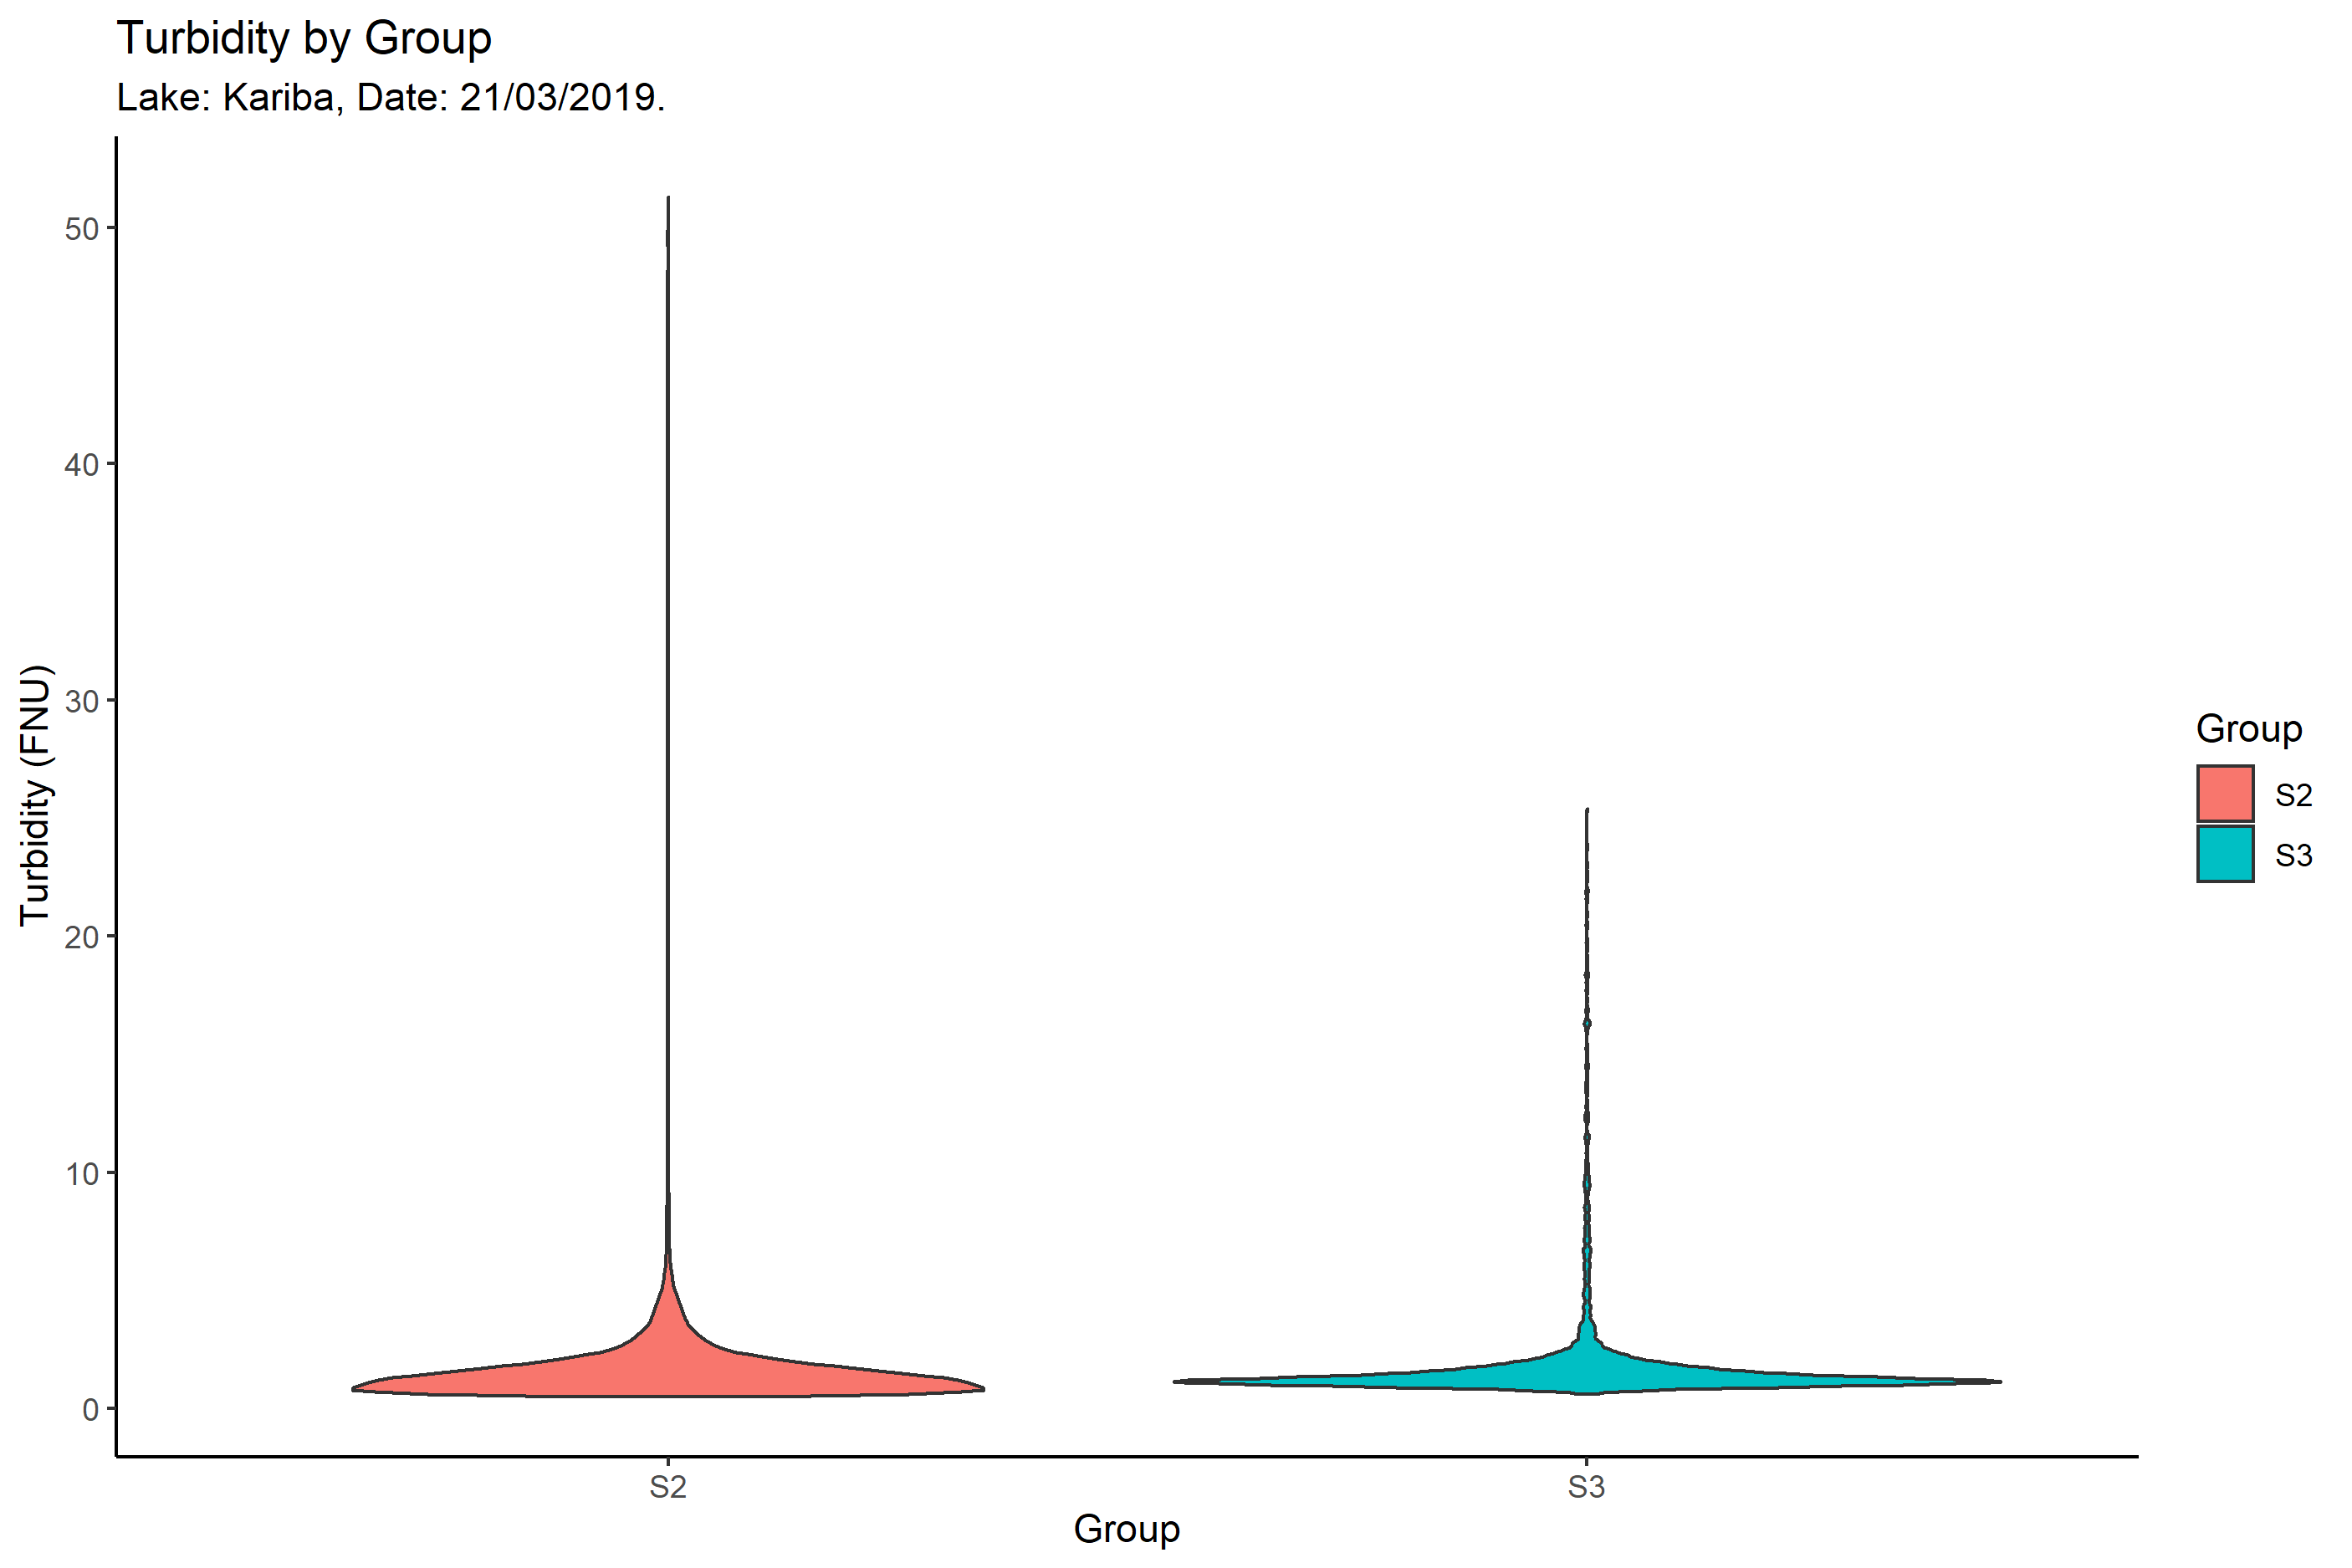 Turbidity by Group
Lake: Kariba, Date: 21/03/2019.
Turbidity (FNU)
50
40
30
20
10
0
S2
S3
Group
Group
S2
S3